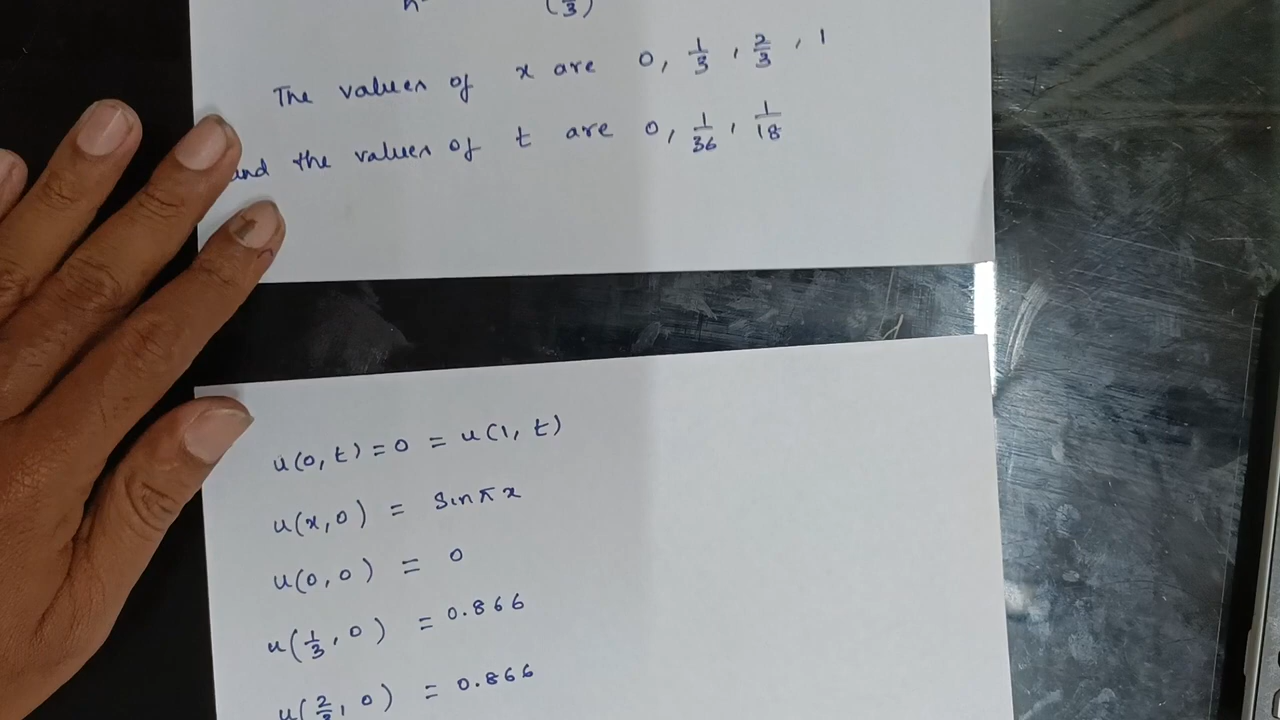 h (2/3)
The values of x are 0, 1/3, 2/3, 1
and the values of t are 0, 1/36, 1/18
u(0, t) = 0 = u(1, t)
u(x, 0) = Sin π x
u(0, 0) = 0
u(1/3, 0) = 0.866
u(2/3, 0) = 0.866